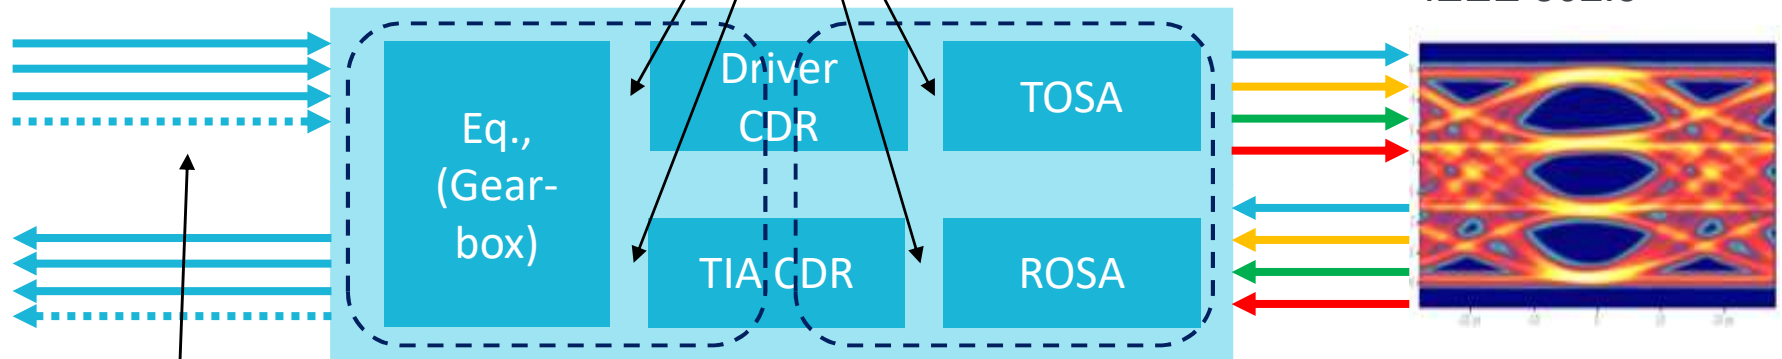 Eq.,
(Gear-
box)
Driver
CDR
TOSA
TIA CDR
ROSA